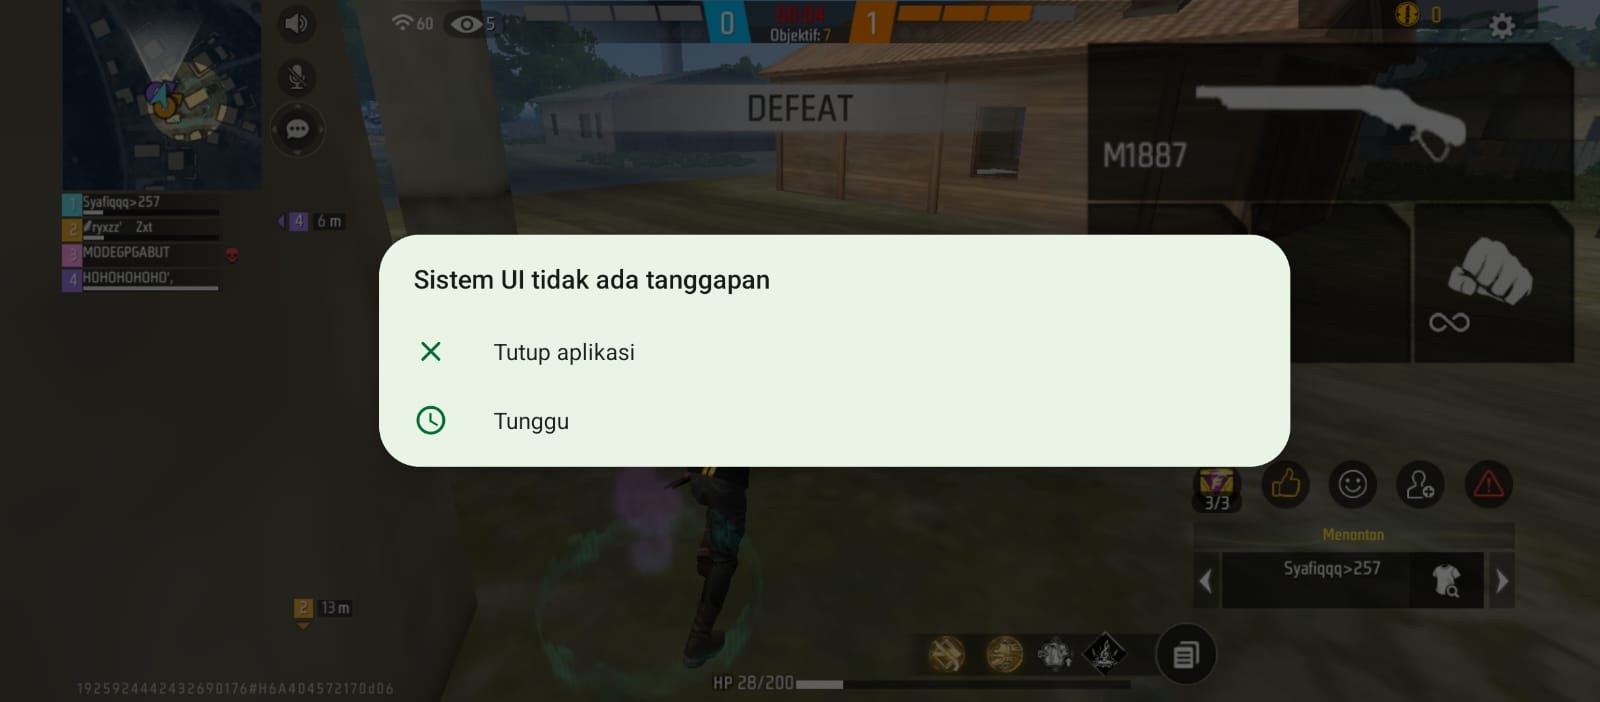 60
5
0
00:04
Objektif: 7
1
0
DEFEAT
M1887
1 Syafiqqq>257
2 ryxzz' Zxt
3 MODEGPGABUT
4 HOHOHOHOHO',
4 6 m
Sistem UI tidak ada tanggapan
Tutup aplikasi
Tunggu
3/3
Menonton
Syafiqqq>257
2 13 m
HP 28/200
1925924442432690176#H6A404572170d06